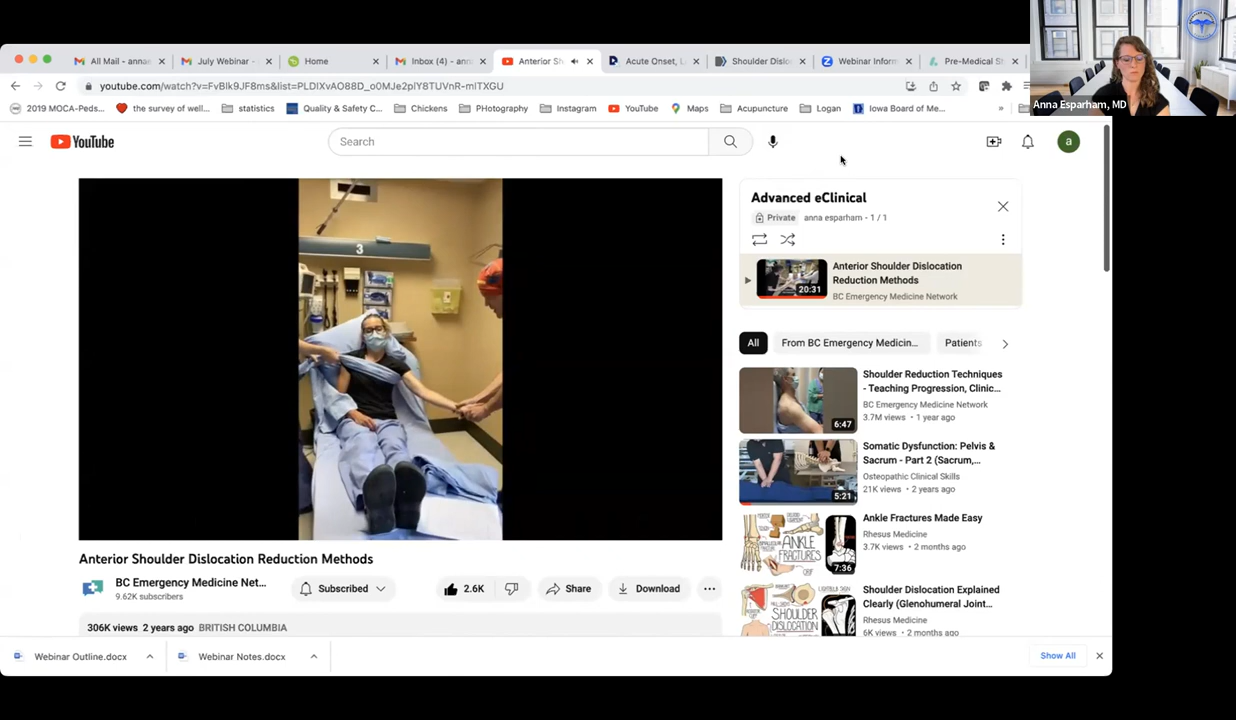 All Mail - annae
July Webinar -
Home
Inbox (4) - anna
Anterior Sh
Acute Onset, L
Shoulder Dislo
Webinar Inform
Pre-Medical St
youtube.com/watch?v=FvBlk9JF8ms&list=PLDIXvAO88D_o0MJe2plY8TUVnR-mITXGU
2019 MOCA-Peds...
the survey of well...
statistics
Quality & Safety C...
Chickens
PHotography
Instagram
YouTube
Maps
Acupuncture
Logan
Iowa Board of Me...
»
Anna Esparham, MD
YouTube
Search
a
3
Advanced eClinical
Private anna esparham - 1 / 1
Anterior Shoulder Dislocation
Reduction Methods
BC Emergency Medicine Network
20:31
All
From BC Emergency Medicin...
Patients
Shoulder Reduction Techniques
- Teaching Progression, Clinic...
BC Emergency Medicine Network
3.7M views • 1 year ago
6:47
Somatic Dysfunction: Pelvis &
Sacrum - Part 2 (Sacrum,...
Osteopathic Clinical Skills
21K views • 2 years ago
5:21
Ankle Fractures Made Easy
Rhesus Medicine
3.7K views • 2 months ago
ANKLE
FRACTURES
7:36
Shoulder Dislocation Explained
Clearly (Glenohumeral Joint...
Rhesus Medicine
6K views • 2 months ago
SHOULDER
DISLOCATION
Anterior Shoulder Dislocation Reduction Methods
BC Emergency Medicine Net...
9.62K subscribers
Subscribed
2.6K
Share
Download
306K views 2 years ago BRITISH COLUMBIA
Webinar Outline.docx
Webinar Notes.docx
Show All